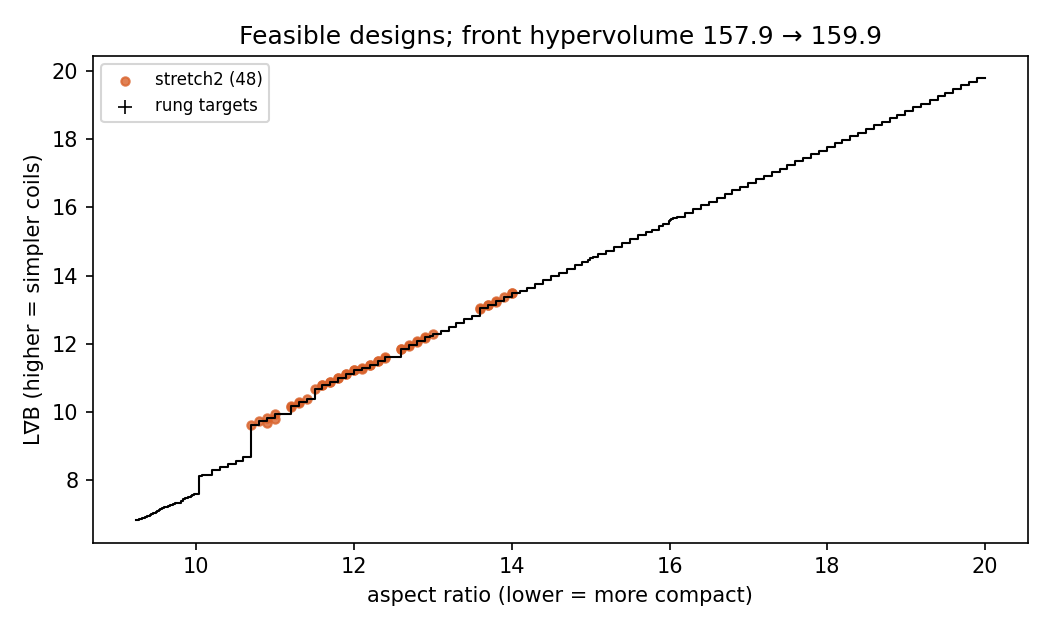 Feasible designs; front hypervolume 157.9 → 159.9
stretch2 (48)
rung targets
L∇B (higher = simpler coils)
20
18
16
14
12
10
8
10 12 14 16 18 20
aspect ratio (lower = more compact)